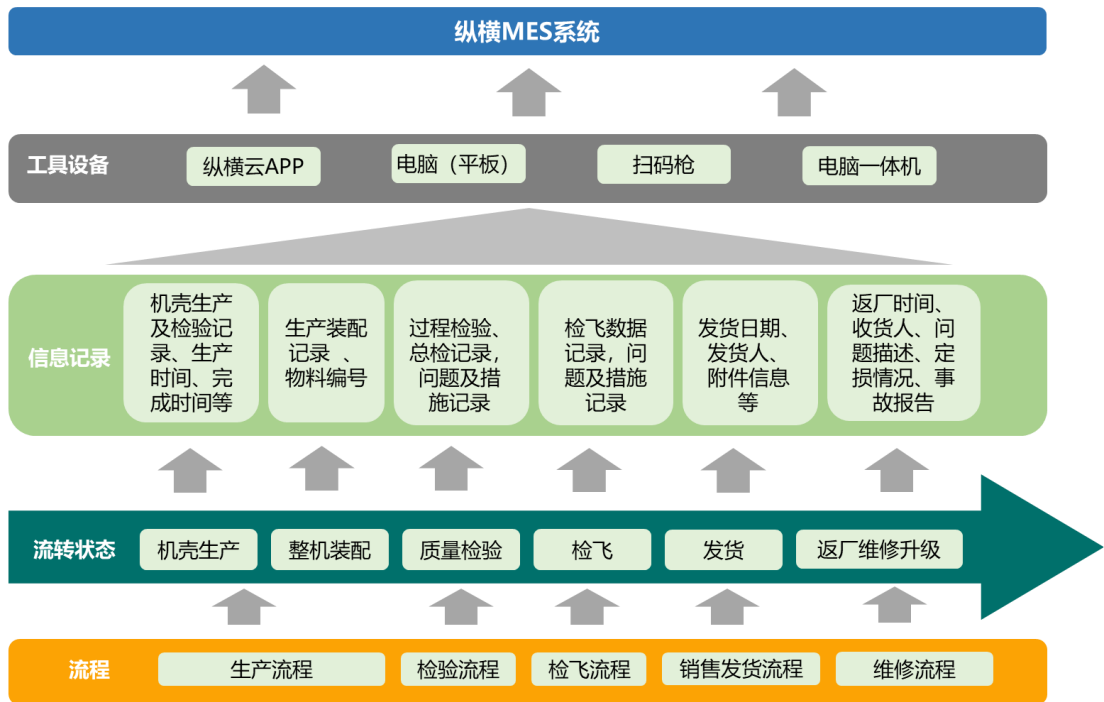 纵横MES系统
工具设备
纵横云APP
电脑（平板）
扫码枪
电脑一体机
信息记录
机壳生产
及检验记
录、生产
时间、完
成时间等
生产装配
记录 、
物料编号
过程检验、
总检记录，
问题及措
施记录
检飞数据
记录，问
题及措施
记录
发货日期、
发货人、
附件信息
等
返厂时间、
收货人、问
题描述、定
损情况、事
故报告
流转状态
机壳生产
整机装配
质量检验
检飞
发货
返厂维修升级
流程
生产流程
检验流程
检飞流程
销售发货流程
维修流程